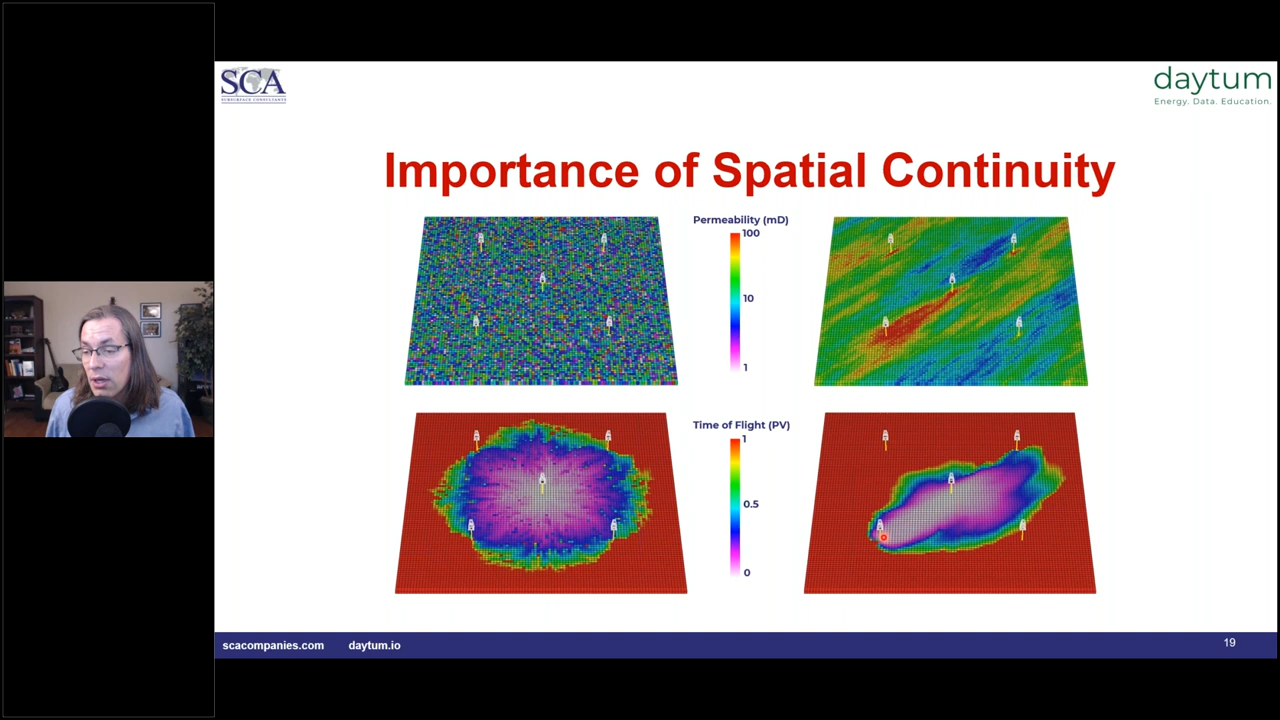 SCA
SUBSURFACE CONSULTANTS
daytum
Energy. Data. Education.
Importance of Spatial Continuity
Permeability (mD)
100
10
1
Time of Flight (PV)
1
0.5
0
scacompanies.com daytum.io
19